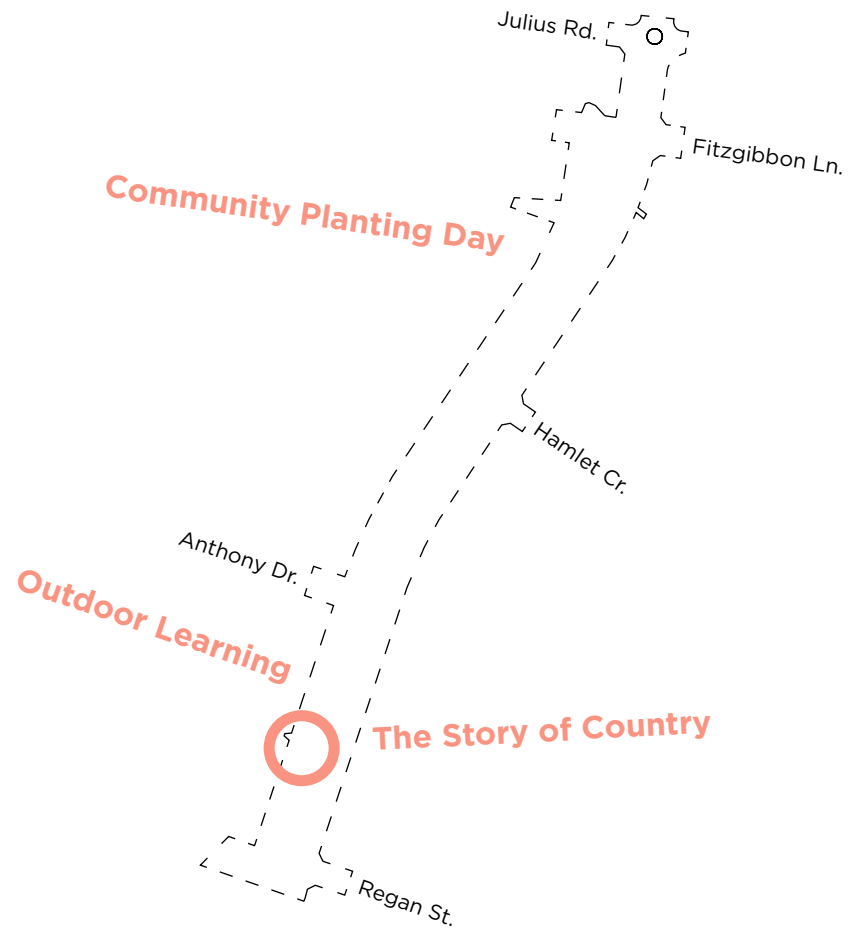 Julius Rd.
Fitzgibbon Ln.
Community Planting Day
Hamlet Cr.
Anthony Dr.
Outdoor Learning
The Story of Country
Regan St.